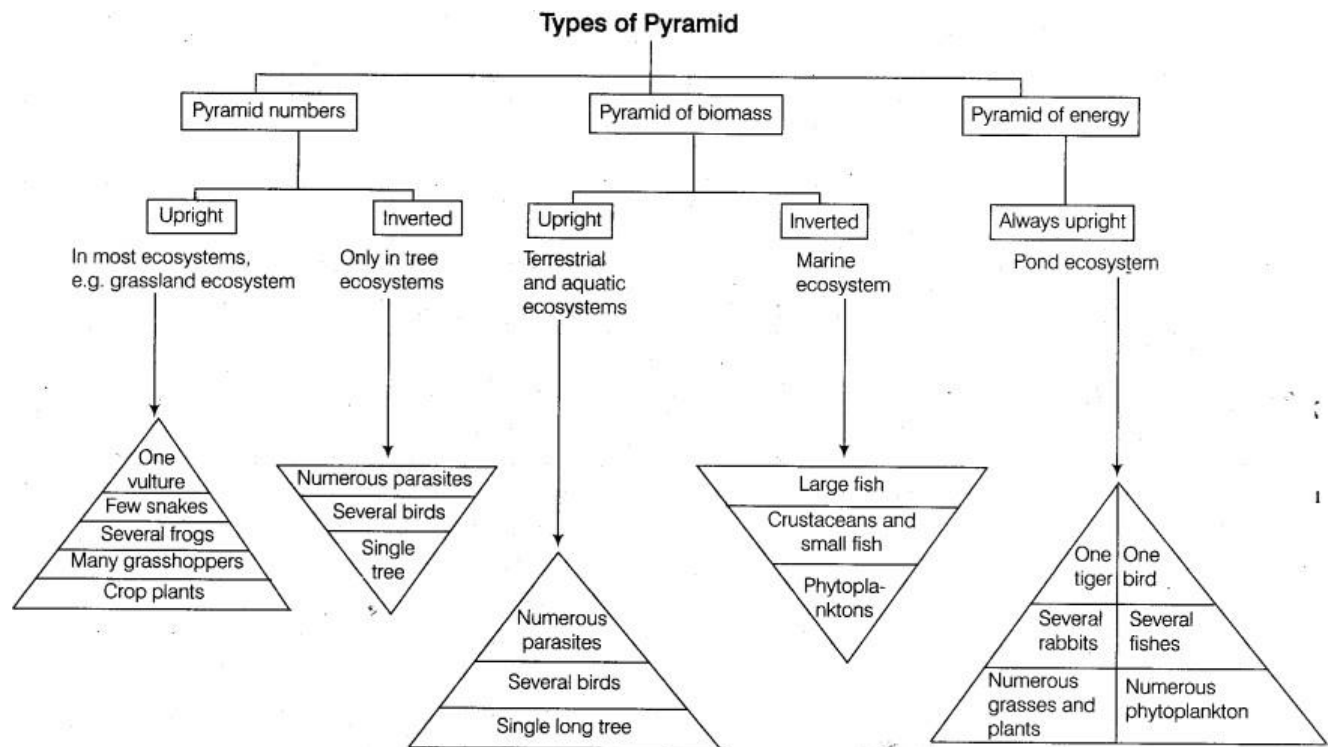 Types of Pyramid
Pyramid numbers
Pyramid of biomass
Pyramid of energy
Upright
Inverted
Upright
Inverted
Always upright
In most ecosystems,
e.g. grassland ecosystem
Only in tree
ecosystems
Terrestrial
and aquatic
ecosystems
Marine
ecosystem
Pond ecosystem
One
vulture
Few snakes
Several frogs
Many grasshoppers
Crop plants
Numerous parasites
Several birds
Single
tree
Numerous
parasites
Several birds
Single long tree
Large fish
Crustaceans and
small fish
Phytopla-
nktons
One
tiger
One
bird
Several
rabbits
Several
fishes
Numerous
grasses and
plants
Numerous
phytoplankton